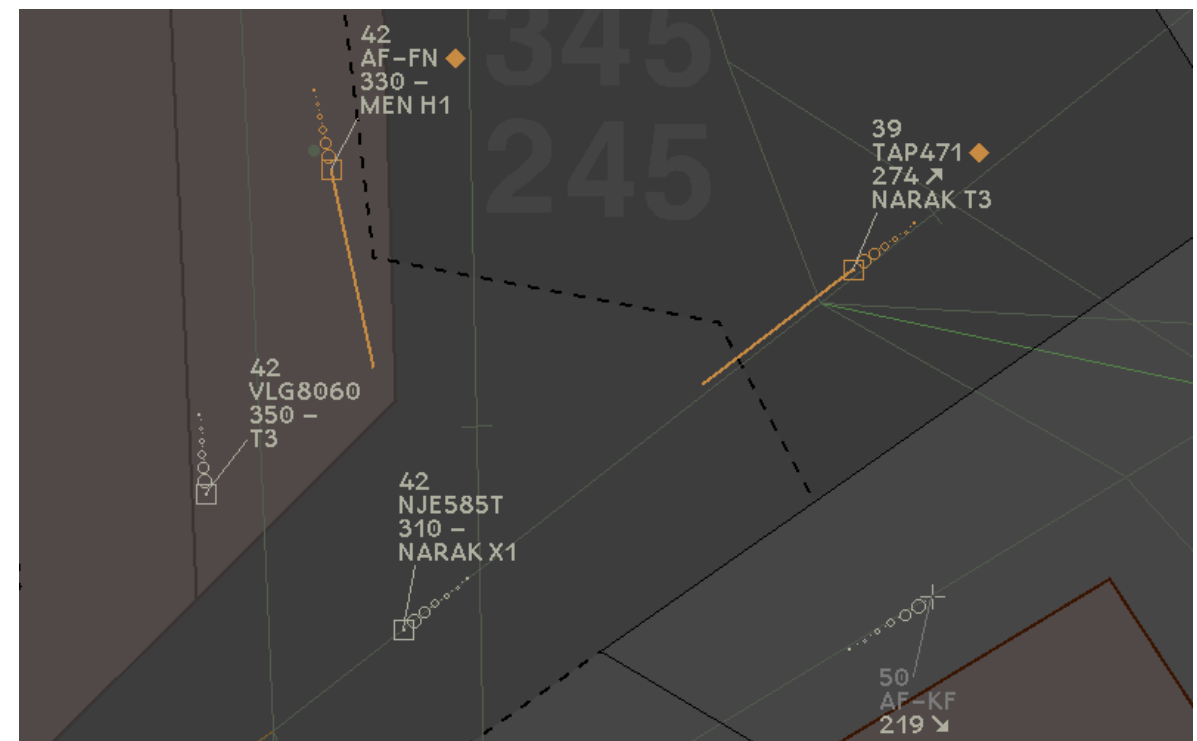 345
245
42
AF-FN
330 –
MEN H1
39
TAP471
274 ↗
NARAK T3
42
VLG8060
350 –
T3
42
NJE585T
310 –
NARAK X1
50
AF-KF
219 ↘